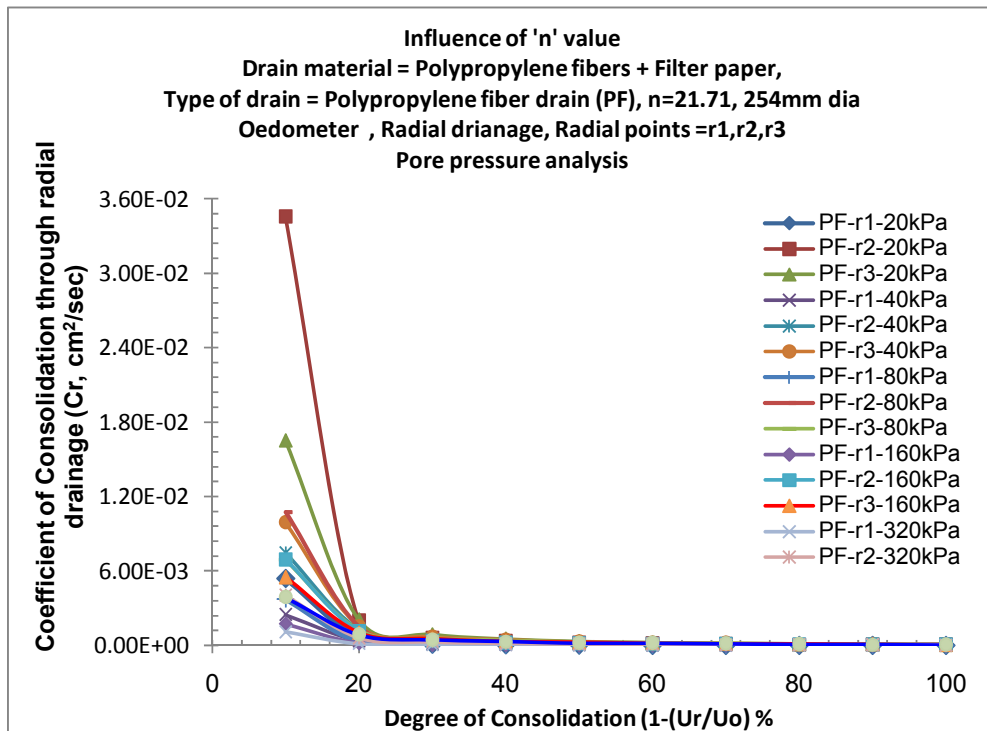 Influence of 'n' value
Drain material = Polypropylene fibers + Filter paper,
Type of drain = Polypropylene fiber drain (PF), n=21.71, 254mm dia
Oedometer , Radial drianage, Radial points =r1,r2,r3
Pore pressure analysis
Coefficient of Consolidation through radial
drainage (Cr, cm²/sec)
3.60E-02
3.00E-02
2.40E-02
1.80E-02
1.20E-02
6.00E-03
0.00E+00
0 20 40 60 80 100
Degree of Consolidation (1-(Ur/Uo) %
PF-r1-20kPa
PF-r2-20kPa
PF-r3-20kPa
PF-r1-40kPa
PF-r2-40kPa
PF-r3-40kPa
PF-r1-80kPa
PF-r2-80kPa
PF-r3-80kPa
PF-r1-160kPa
PF-r2-160kPa
PF-r3-160kPa
PF-r1-320kPa
PF-r2-320kPa